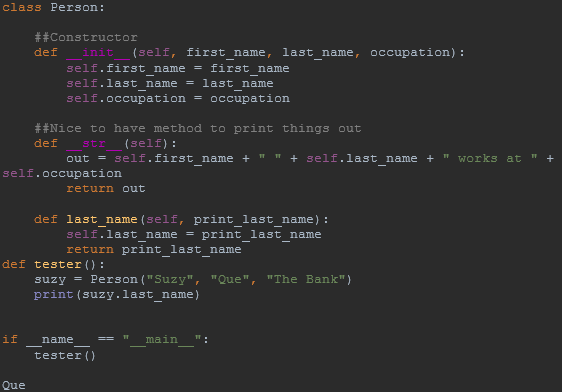 class Person:
##Constructor
def __init__(self, first_name, last_name, occupation):
self.first_name = first_name
self.last_name = last_name
self.occupation = occupation
##Nice to have method to print things out
def __str__(self):
out = self.first_name + " " + self.last_name + " works at " +
self.occupation
return out
def last_name(self, print_last_name):
self.last_name = print_last_name
return print_last_name
def tester():
suzy = Person("Suzy", "Que", "The Bank")
print(suzy.last_name)
if __name__ == "__main__":
tester()
Que